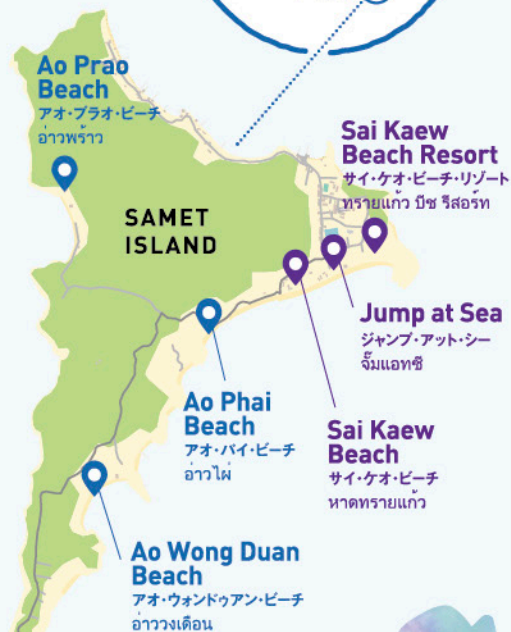 Ao Prao
Beach
アオ・プラオ・ビーチ
อ่าวพร้าว
Sai Kaew
Beach Resort
サイ・ケオ・ビーチ・リゾート
ทรายแก้ว บีช รีสอร์ท
SAMET
ISLAND
Jump at Sea
ジャンプ・アット・シー
จั๊มแอทซี
Ao Phai
Beach
アオ・パイ・ビーチ
อ่าวไผ่
Sai Kaew
Beach
サイ・ケオ・ビーチ
หาดทรายแก้ว
Ao Wong Duan
Beach
アオ・ウォンドゥアン・ビーチ
อ่าววงเดือน